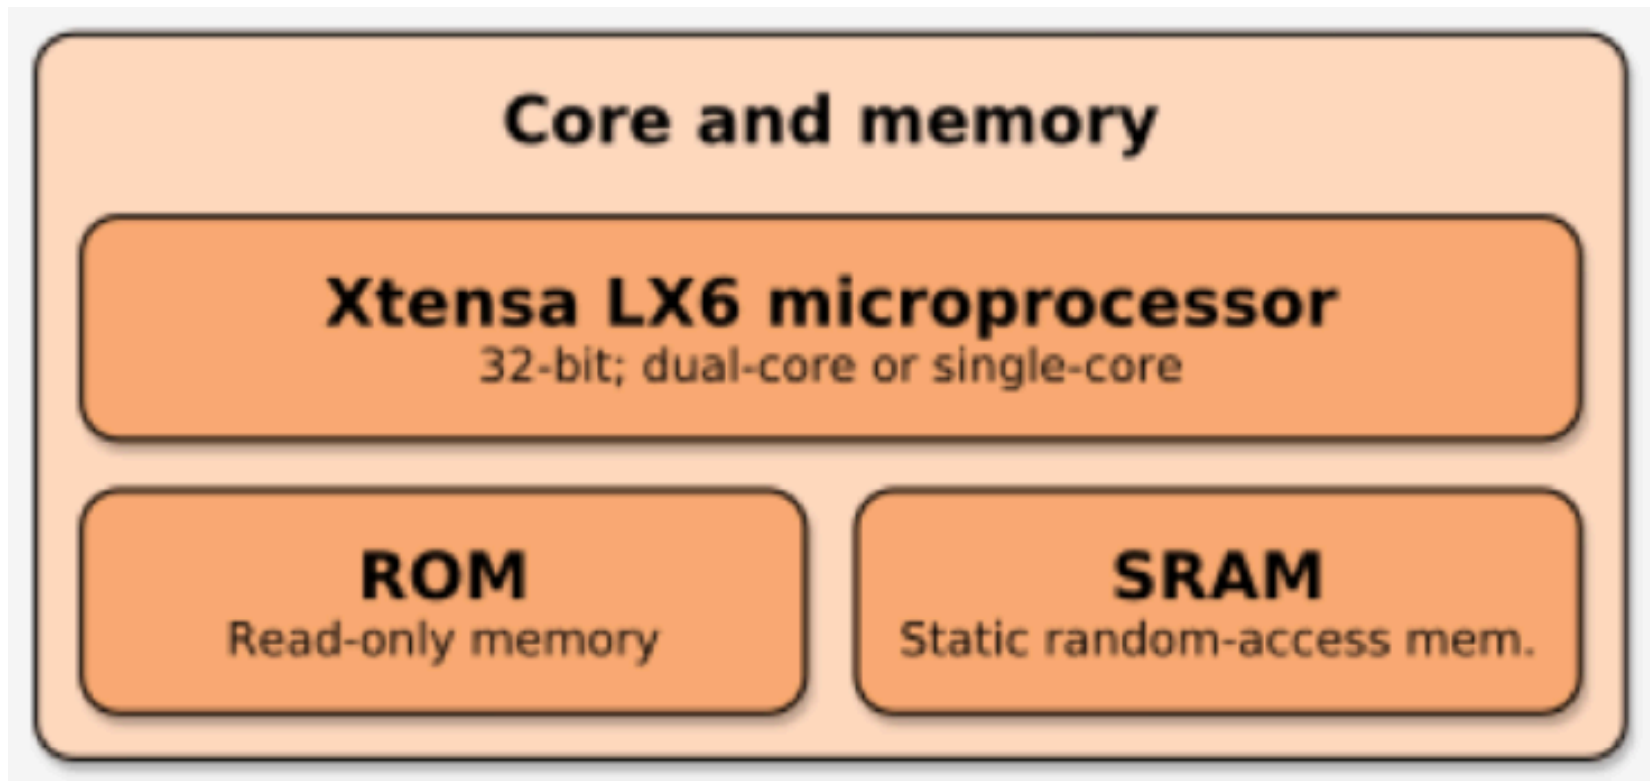 Core and memory
Xtensa LX6 microprocessor
32-bit; dual-core or single-core
ROM
Read-only memory
SRAM
Static random-access mem.